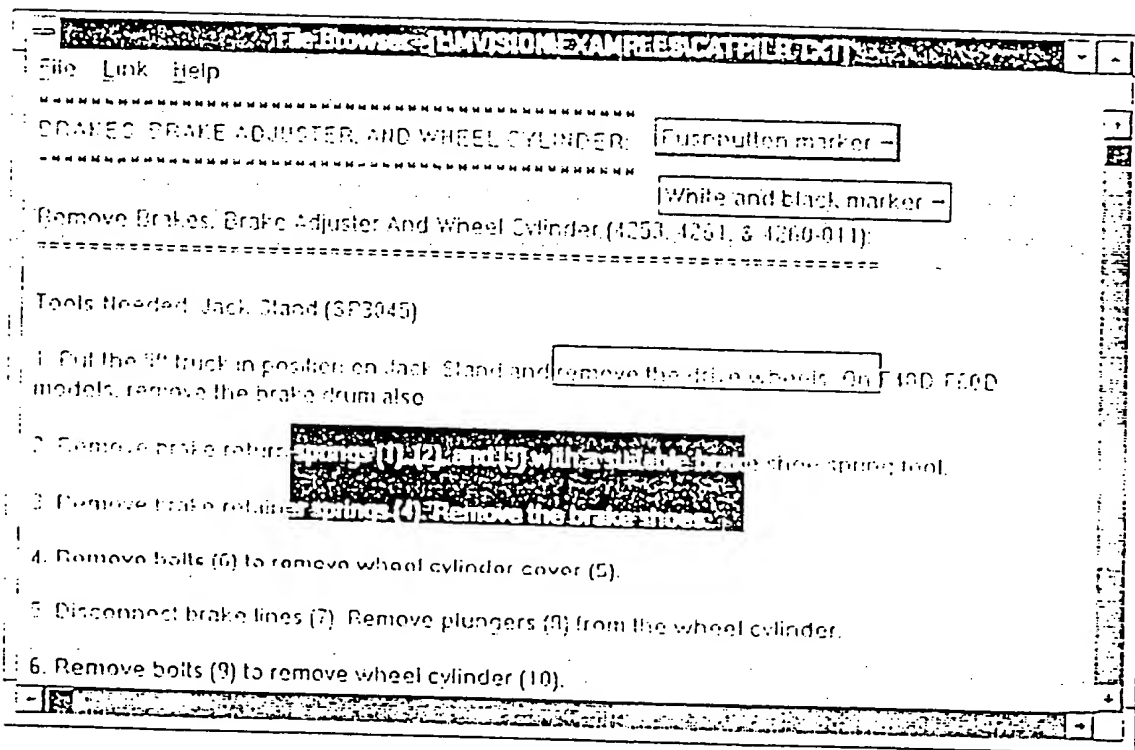 File Browser - [H:\MVISION\EXAMPLES\CATPILR.TXT]
File Link Help
BRAKES, BRAKE ADJUSTER, AND WHEEL CYLINDER:
Pushbutton marker -
White and black marker -
Remove Brakes, Brake Adjuster And Wheel Cylinder (4253, 4251, & 4260-011):
===============================================================
Tools Needed: Jack Stand (SP3045)
1. Put the lift truck in position on Jack Stand and remove the drive wheels. On F40D-F60D
models, remove the brake drum also
2. Remove brake return springs (1), (2), and (3) with a suitable brake shoe spring tool.
3. Remove brake retainer springs (4). Remove the brake shoes.
4. Remove bolts (6) to remove wheel cylinder cover (5).
5. Disconnect brake lines (7). Remove plungers (8) from the wheel cylinder.
6. Remove bolts (9) to remove wheel cylinder (10).